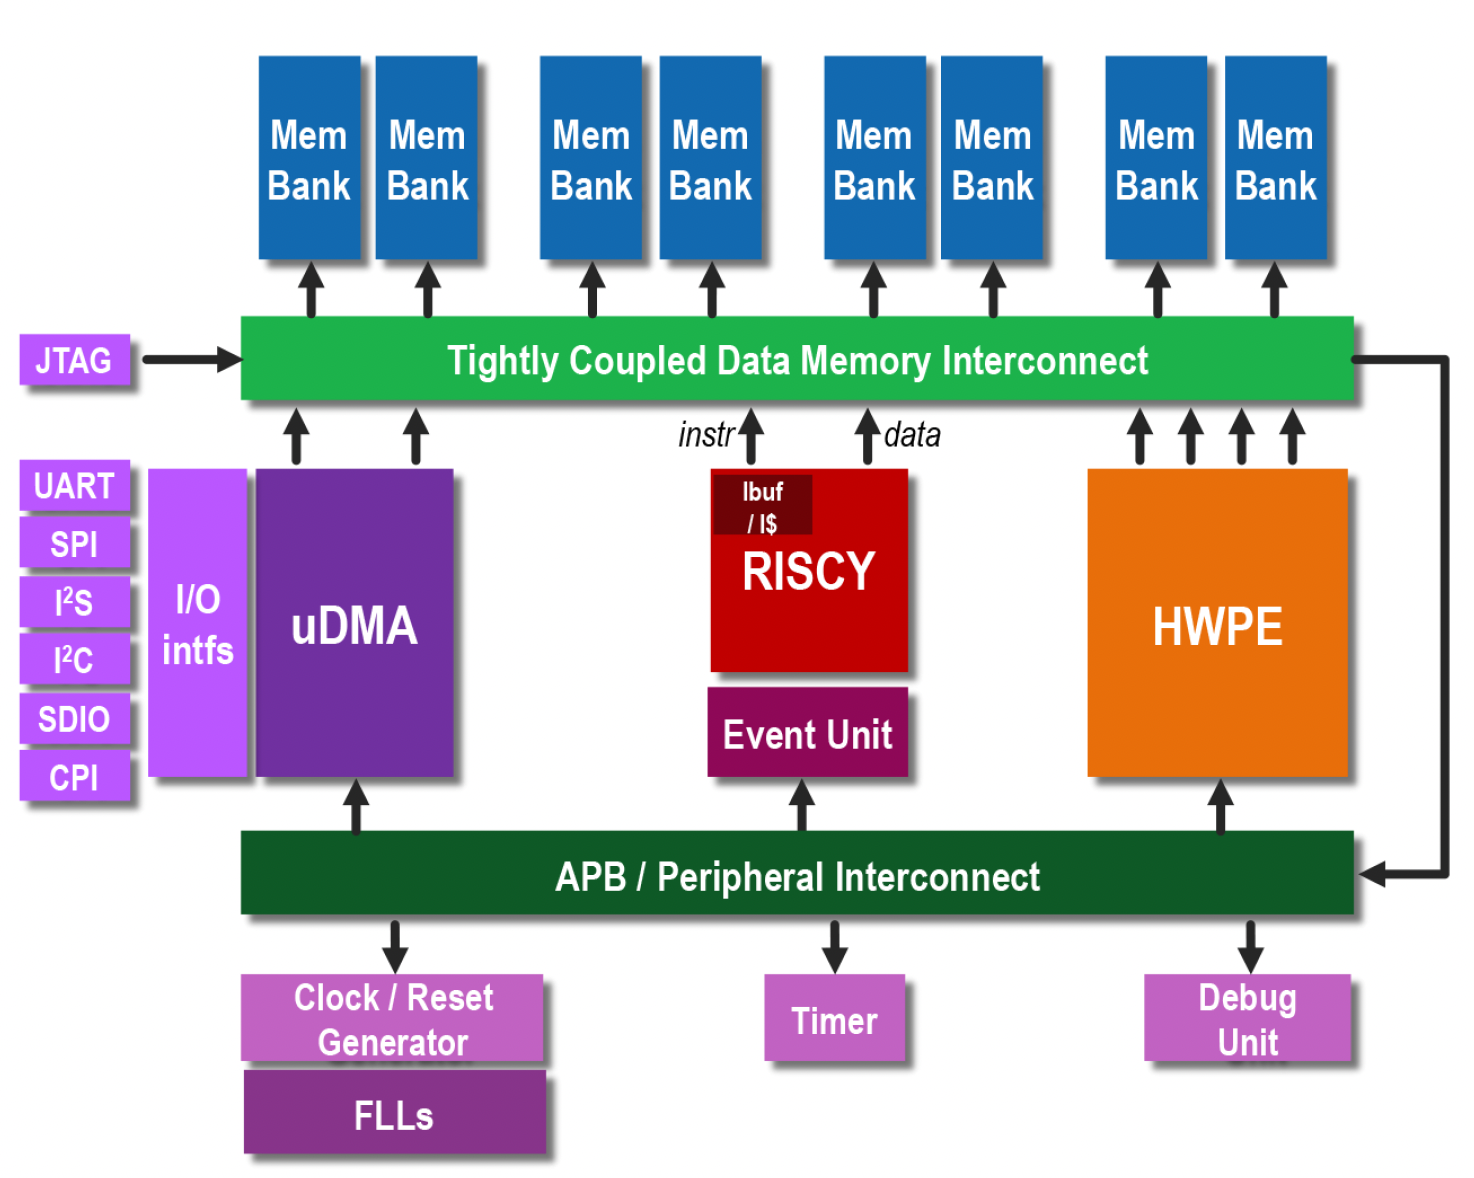 Mem
Bank
Mem
Bank
Mem
Bank
Mem
Bank
Mem
Bank
Mem
Bank
Mem
Bank
Mem
Bank
JTAG
Tightly Coupled Data Memory Interconnect
instr
data
UART
SPI
I²S
I²C
SDIO
CPI
I/O
intfs
uDMA
Ibuf
/ I$
RISCY
Event Unit
HWPE
APB / Peripheral Interconnect
Clock / Reset
Generator
FLLs
Timer
Debug
Unit